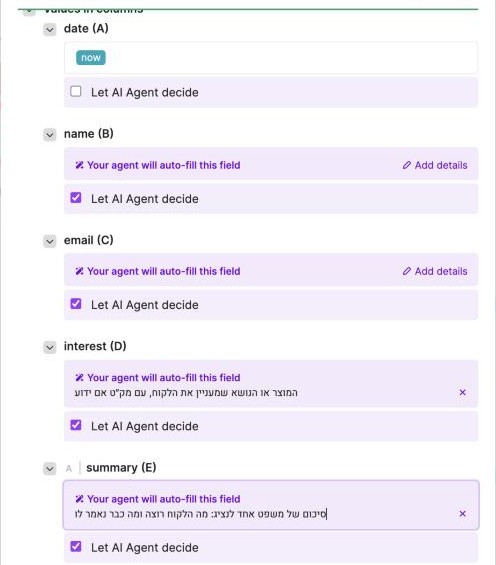 values in columns
date (A)
now
Let AI Agent decide
name (B)
Your agent will auto-fill this field
Add details
Let AI Agent decide
email (C)
Your agent will auto-fill this field
Add details
Let AI Agent decide
interest (D)
Your agent will auto-fill this field
המוצר או הנושא שמעניין את הלקוח, עם מק"ט אם ידוע
Let AI Agent decide
A summary (E)
Your agent will auto-fill this field
סיכום של משפט אחד לנציג: מה הלקוח רוצה ומה כבר נאמר לו
Let AI Agent decide